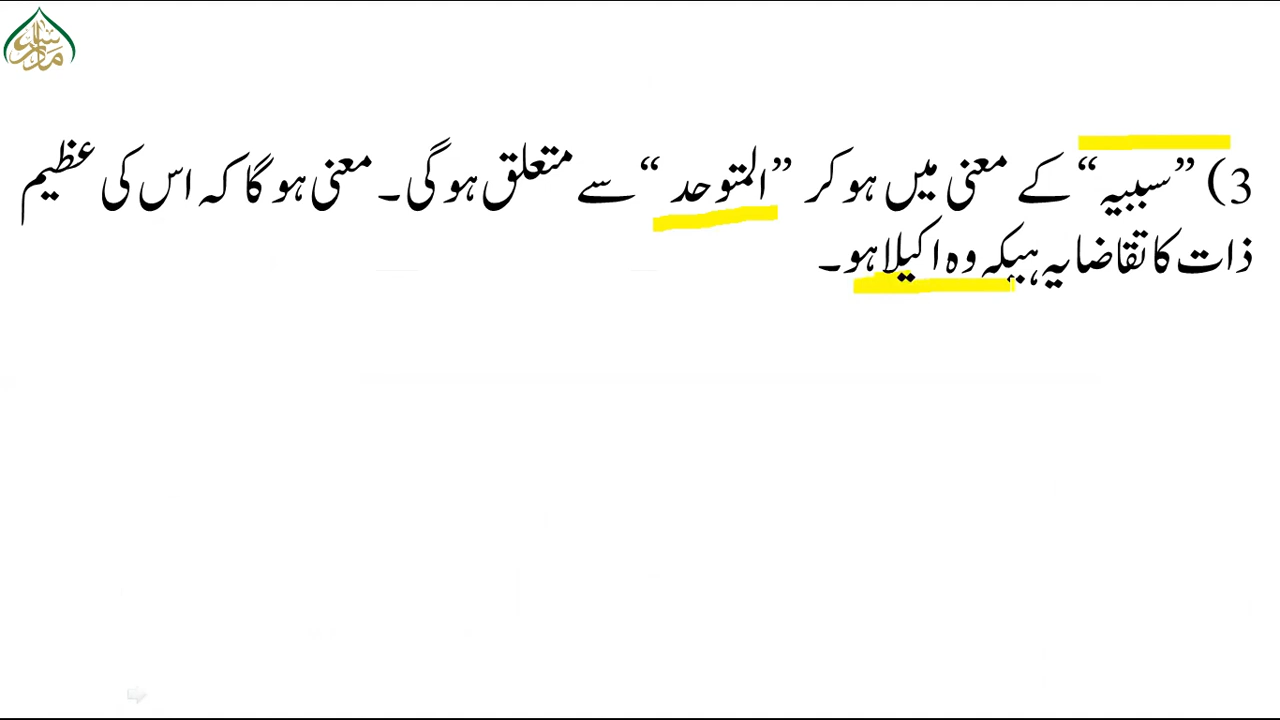 3) ”سببیہ“ کے معنی میں ہو کر ”المتوحد“ سے متعلق ہو گی۔ معنی ہو گا کہ اس کی عظیم
ذات کا تقاضا یہ ہیکہ وہ اکیلا ہو۔